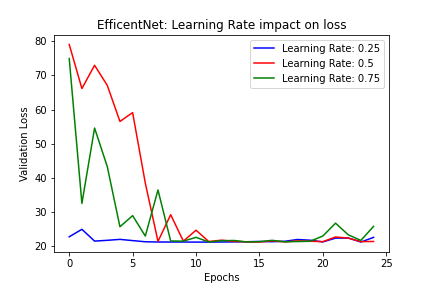 EfficentNet: Learning Rate impact on loss
Learning Rate: 0.25
Learning Rate: 0.5
Learning Rate: 0.75
80
70
60
50
40
30
20
Validation Loss
0 5 10 15 20 25
Epochs